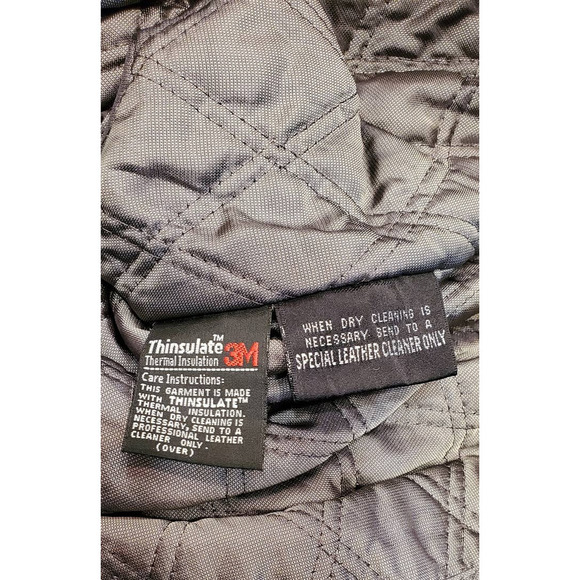 Thinsulate™ 3M
Thermal Insulation
Care Instructions:
THIS GARMENT IS MADE
WITH THINSULATE™
THERMAL INSULATION.
WHEN DRY CLEANING IS
NECESSARY, SEND TO A
PROFESSIONAL LEATHER
CLEANER ONLY.
(OVER)
WHEN DRY CLEANING IS
NECESSARY SEND TO A
SPECIAL LEATHER CLEANER ONLY